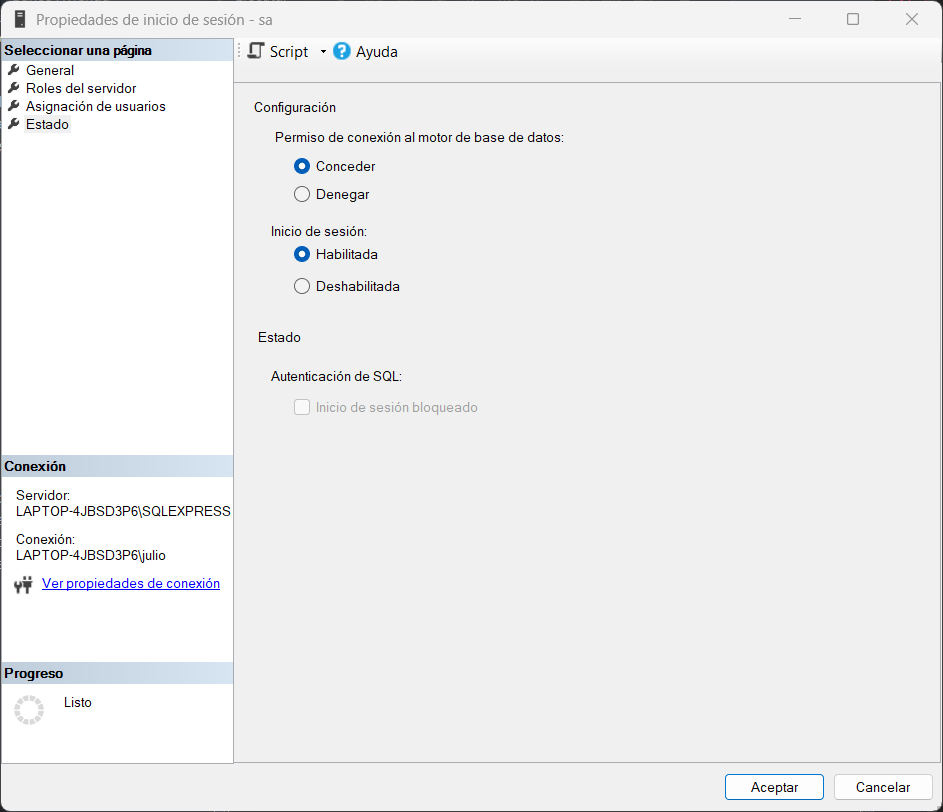 Propiedades de inicio de sesión - sa
Seleccionar una página
General
Roles del servidor
Asignación de usuarios
Estado
Script
Ayuda
Configuración
Permiso de conexión al motor de base de datos:
Conceder
Denegar
Inicio de sesión:
Habilitada
Deshabilitada
Estado
Autenticación de SQL:
Inicio de sesión bloqueado
Conexión
Servidor:
LAPTOP-4JBSD3P6\SQLEXPRESS
Conexión:
LAPTOP-4JBSD3P6\julio
Ver propiedades de conexión
Progreso
Listo
Aceptar
Cancelar